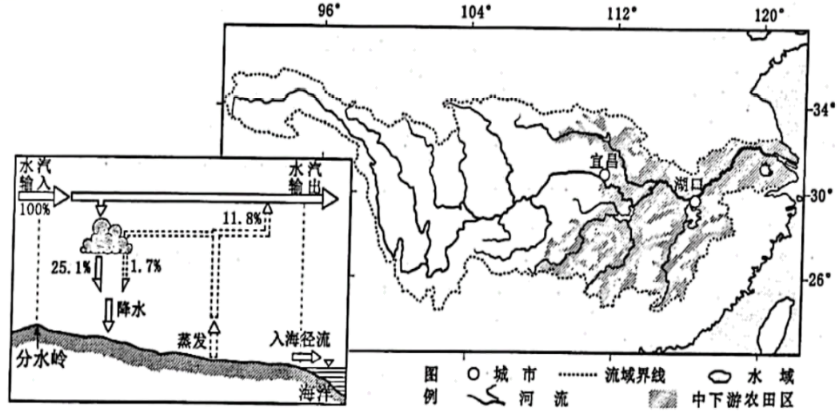 96°
104°
112°
120°
34°
30°
26°
宜昌
湖口
水汽
输入
100%
水汽
输出
11.8%
25.1%
1.7%
降水
蒸发
入海径流
分水岭
海洋
图例
城市
流域界线
水域
河流
中下游农田区